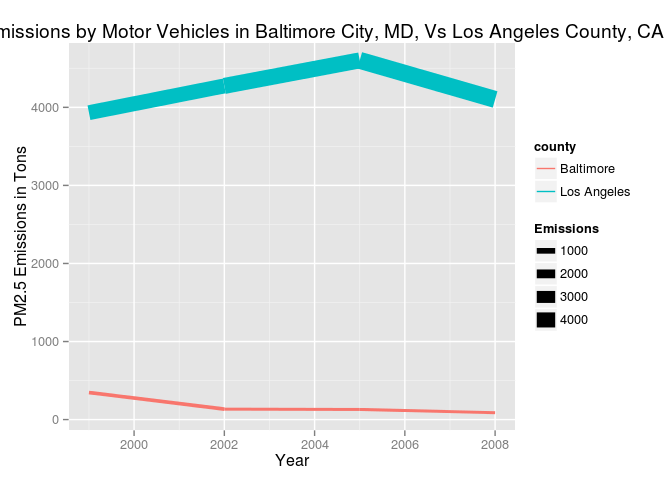 missions by Motor Vehicles in Baltimore City, MD, Vs Los Angeles County, CA
PM2.5 Emissions in Tons
4000
3000
2000
1000
0
2000
2002
2004
2006
2008
Year
county
Baltimore
Los Angeles
Emissions
1000
2000
3000
4000